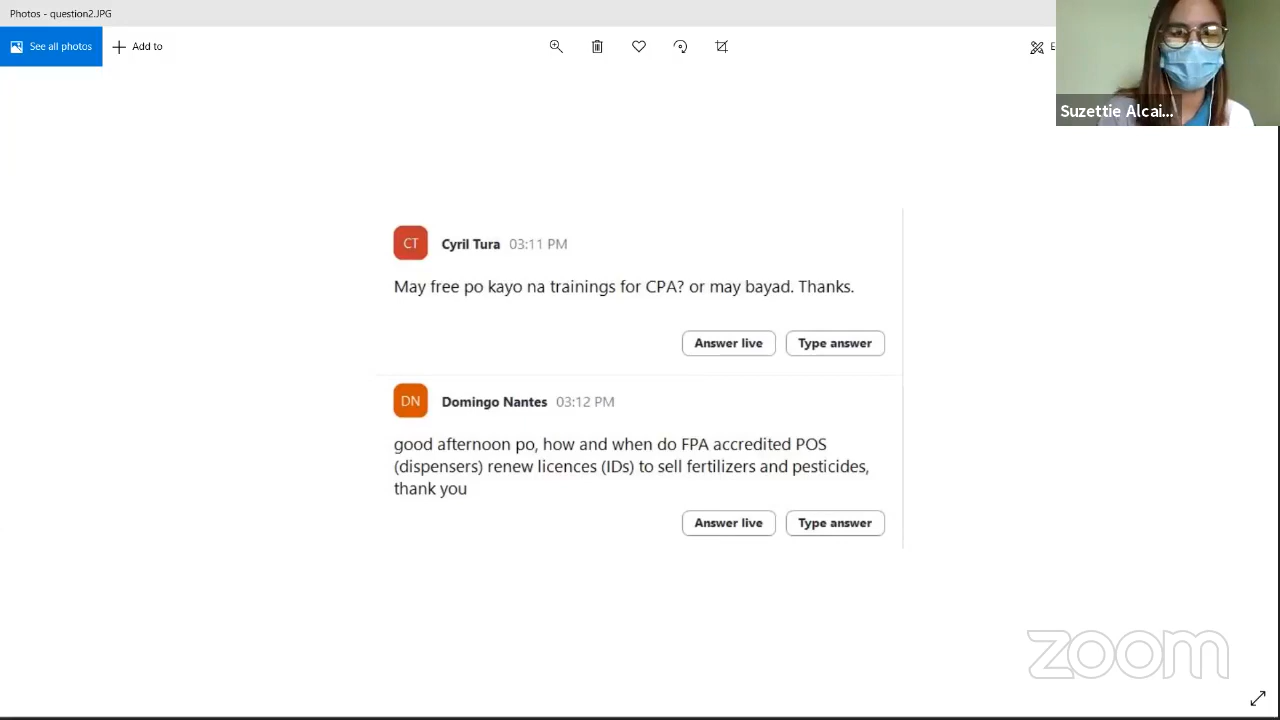 Photos - question2.JPG
See all photos
Add to
Suzettie Alcai...
CT
Cyril Tura 03:11 PM
May free po kayo na trainings for CPA? or may bayad. Thanks.
Answer live Type answer
DN
Domingo Nantes 03:12 PM
good afternoon po, how and when do FPA accredited POS
(dispensers) renew licences (IDs) to sell fertilizers and pesticides,
thank you
Answer live Type answer
zoom